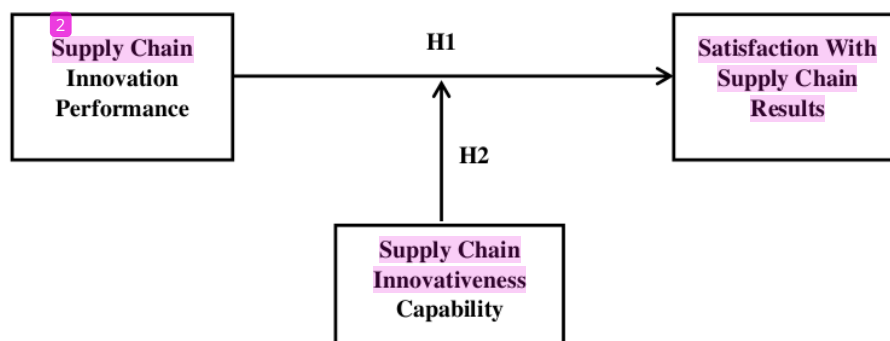 2
Supply Chain
Innovation
Performance
H1
Satisfaction With
Supply Chain
Results
H2
Supply Chain
Innovativeness
Capability